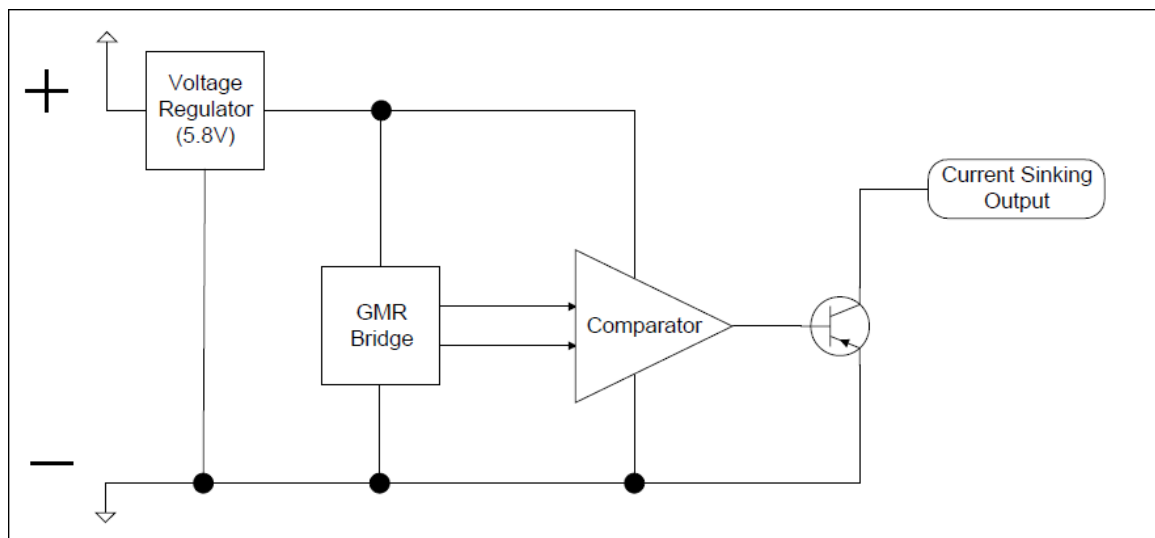 +
Voltage
Regulator
(5.8V)
Current Sinking
Output
GMR
Bridge
Comparator
—